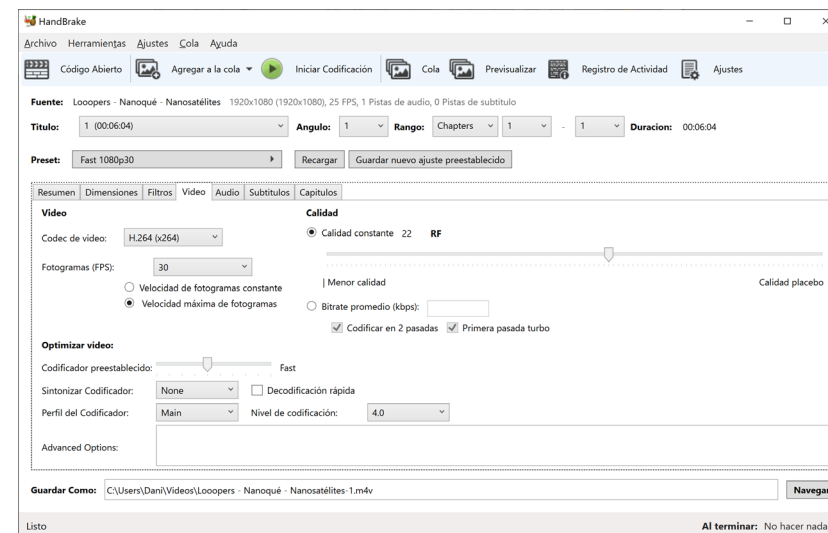 HandBrake
Archivo Herramientas Ajustes Cola Ayuda
Código Abierto Agregar a la cola Iniciar Codificación Cola Previsualizar Registro de Actividad Ajustes
Fuente: Looopers - Nanoqué - Nanosatélites 1920x1080 (1920x1080), 25 FPS, 1 Pistas de audio, 0 Pistas de subtitulo
Titulo: 1 (00:06:04) Angulo: 1 Rango: Chapters 1 - 1 Duracion: 00:06:04
Preset: Fast 1080p30 Recargar Guardar nuevo ajuste preestablecido
Resumen Dimensiones Filtros Video Audio Subtitulos Capitulos
Video Calidad
Codec de video: H.264 (x264) Calidad constante 22 RF
Fotogramas (FPS): 30
| Menor calidad Calidad placebo
Velocidad de fotogramas constante
Velocidad máxima de fotogramas Bitrate promedio (kbps):
Codificar en 2 pasadas Primera pasada turbo
Optimizar video:
Codificador preestablecido: Fast
Sintonizar Codificador: None Decodificación rápida
Perfil del Codificador: Main Nivel de codificación: 4.0
Advanced Options:
Guardar Como: C:\Users\Dani\Videos\Looopers - Nanoqué - Nanosatélites-1.m4v Navegar
Listo Al terminar: No hacer nada